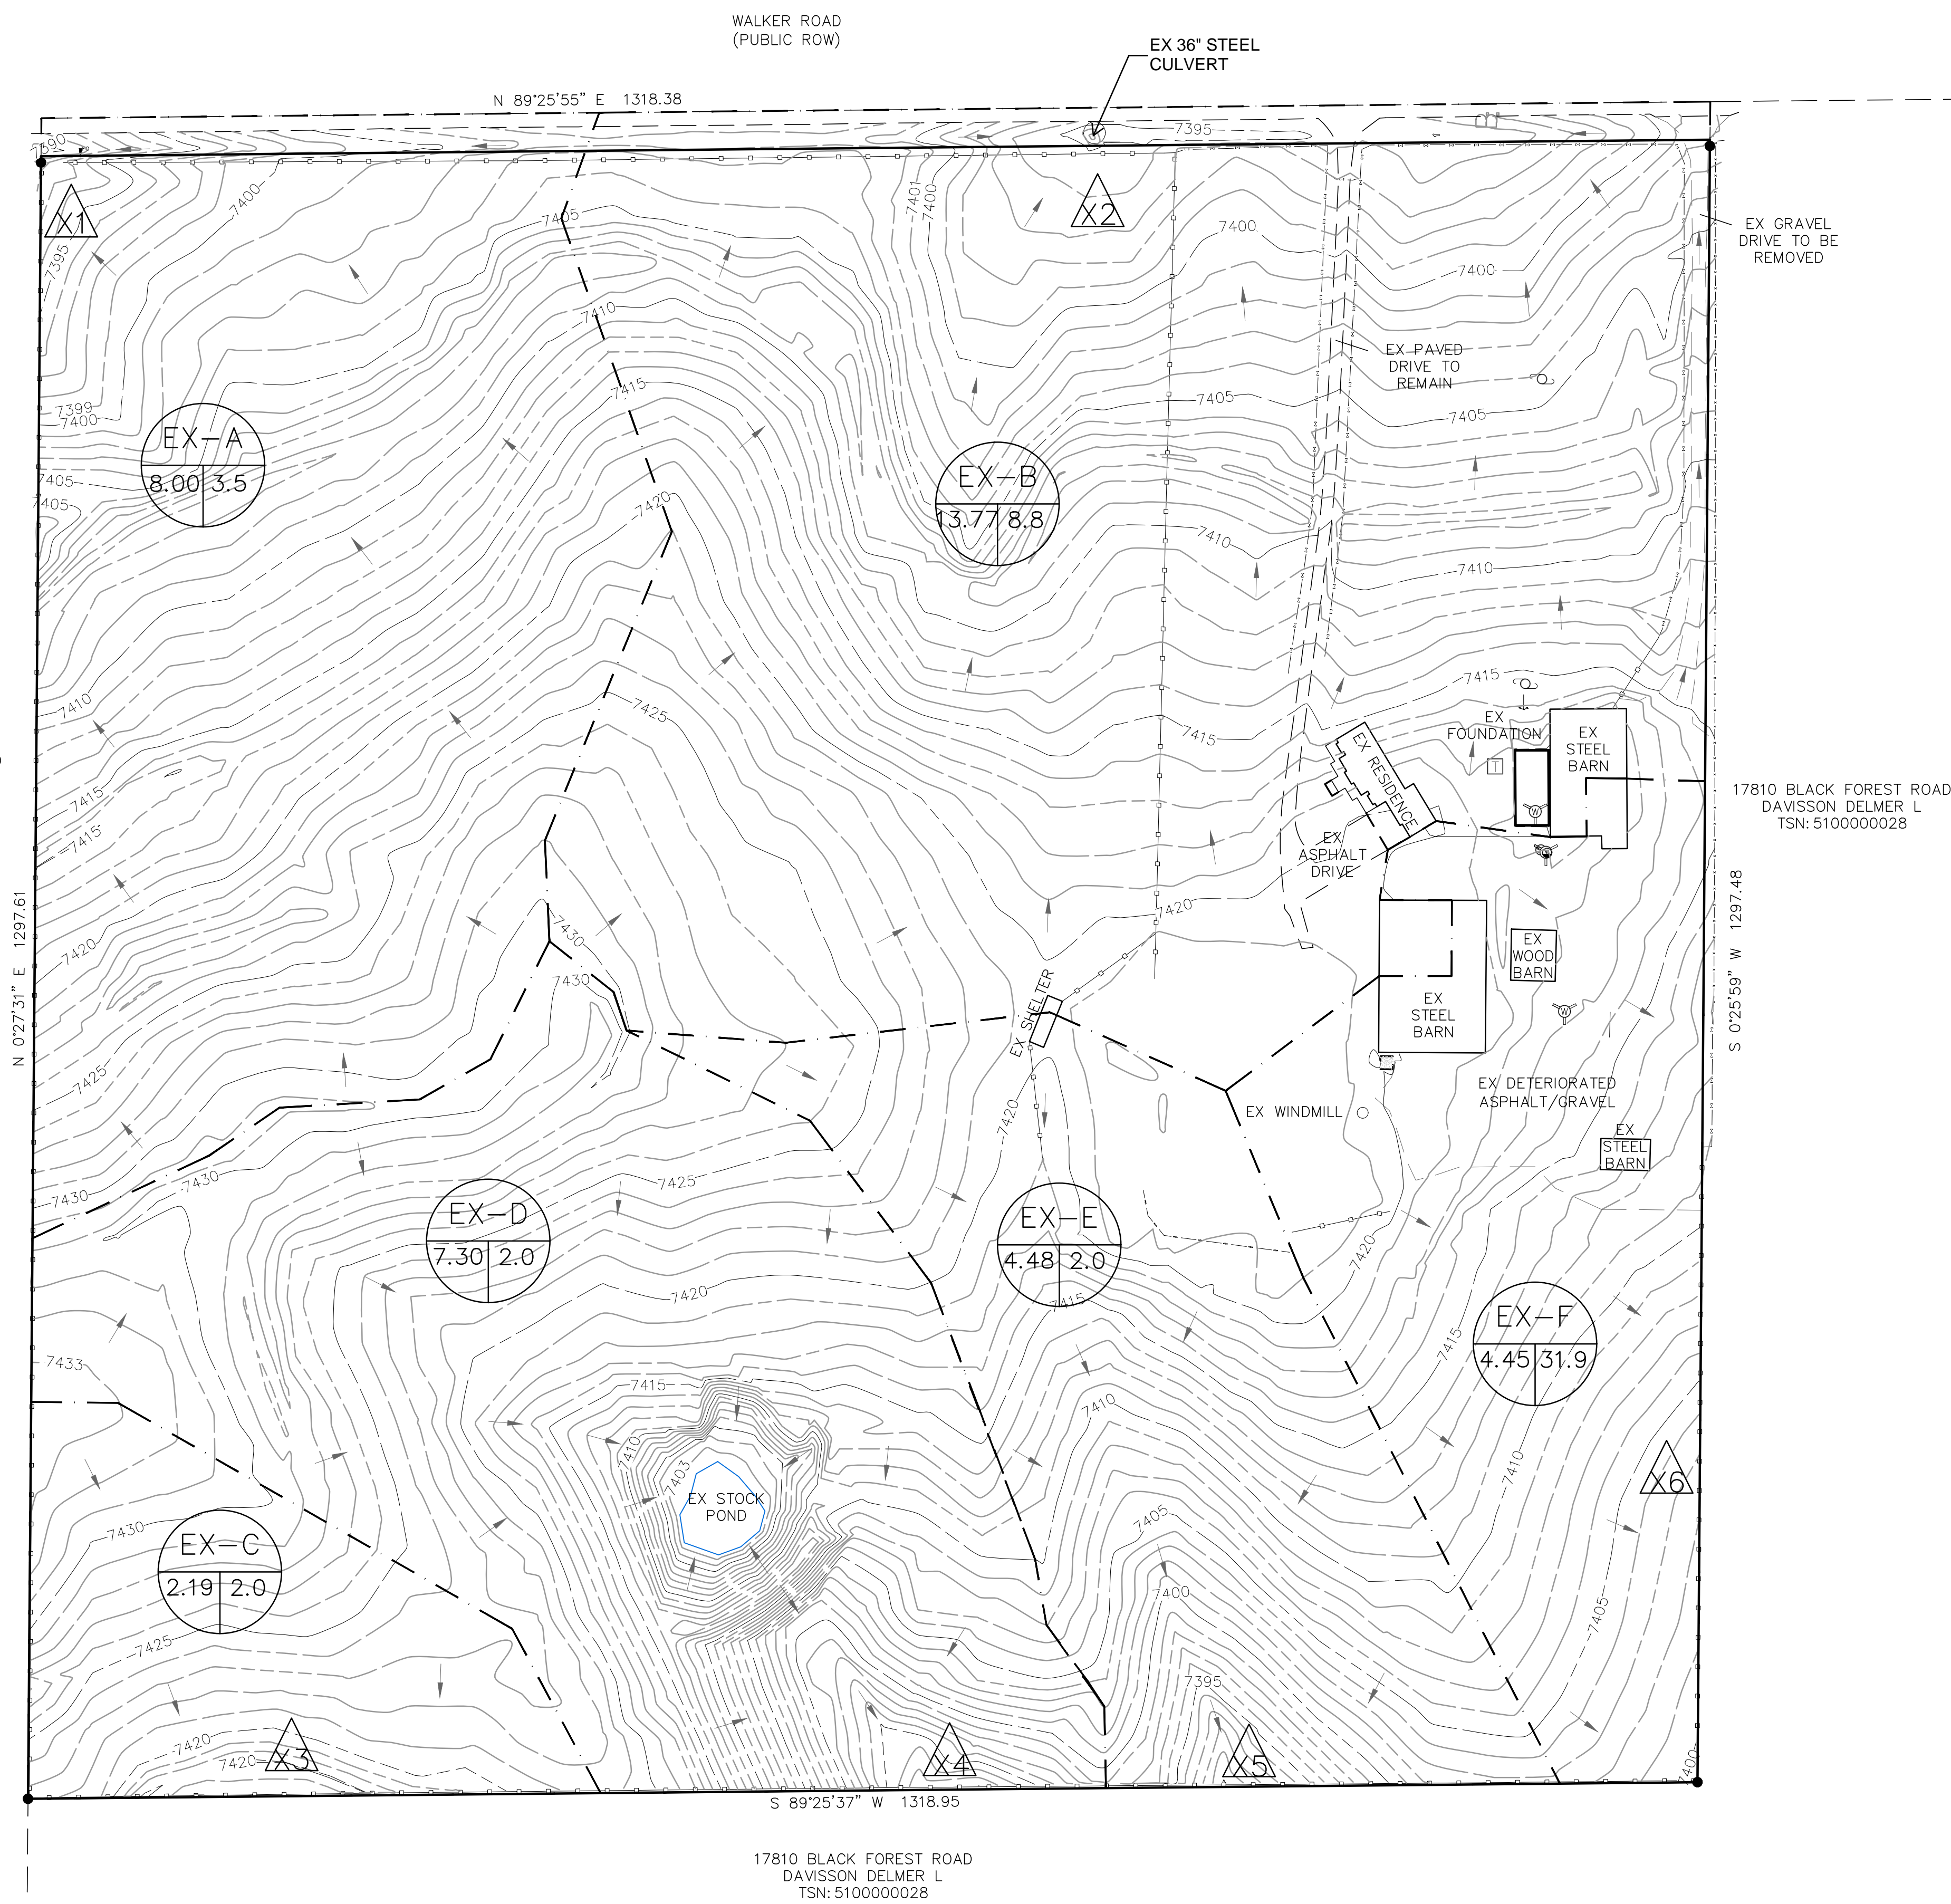 WALKER ROAD
(PUBLIC ROW)
EX 36" STEEL
CULVERT
N 89°25'55" E 1318.38
7390
7395
X1
X2
7400
7401
7400
7405
7395
7400
7400
EX GRAVEL
DRIVE TO BE
REMOVED
7410
EX PAVED
DRIVE TO
REMAIN
7415
7399
7400
7405
7405
EX-A
8.00 3.5
7405
7405
7420
EX-B
13.77 8.8
7410
7410
7410
7425
7415
7415
EX
FOUNDATION
EX
STEEL
BARN
T
EX RESIDENCE
W
17810 BLACK FOREST ROAD
DAVISSON DELMER L
TSN: 5100000028
7415
7415
EX
ASPHALT
DRIVE
7420
7430
7420
N 0°27'31" E 1297.61
S 0°25'59" W 1297.48
EX
WOOD
BARN
7430
EX SHELTER
EX
STEEL
BARN
W
7425
7420
EX DETERIORATED
ASPHALT/GRAVEL
EX WINDMILL
EX
STEEL
BARN
7430
7430
7425
EX-D
7.30 2.0
EX-E
4.48 2.0
7420
7420
7415
EX-F
4.45 31.9
7433
7415
7415
7410
7410
7403
7410
X6
EX STOCK
POND
7430
EX-C
2.19 2.0
7405
7400
7405
7425
7395
7420
7420
X3
X4
X5
7400
S 89°25'37" W 1318.95
17810 BLACK FOREST ROAD
DAVISSON DELMER L
TSN: 5100000028